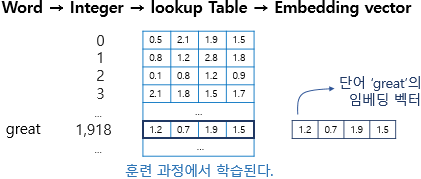 Word → Integer → lookup Table → Embedding vector
0 0.5 2.1 1.9 1.5
1 0.8 1.2 2.8 1.8
2 0.1 0.8 1.2 0.9
3 2.1 1.8 1.5 1.7
... ...
단어 'great'의
임베딩 벡터
great 1,918 1.2 0.7 1.9 1.5 1.2 0.7 1.9 1.5
... ...
훈련 과정에서 학습된다.